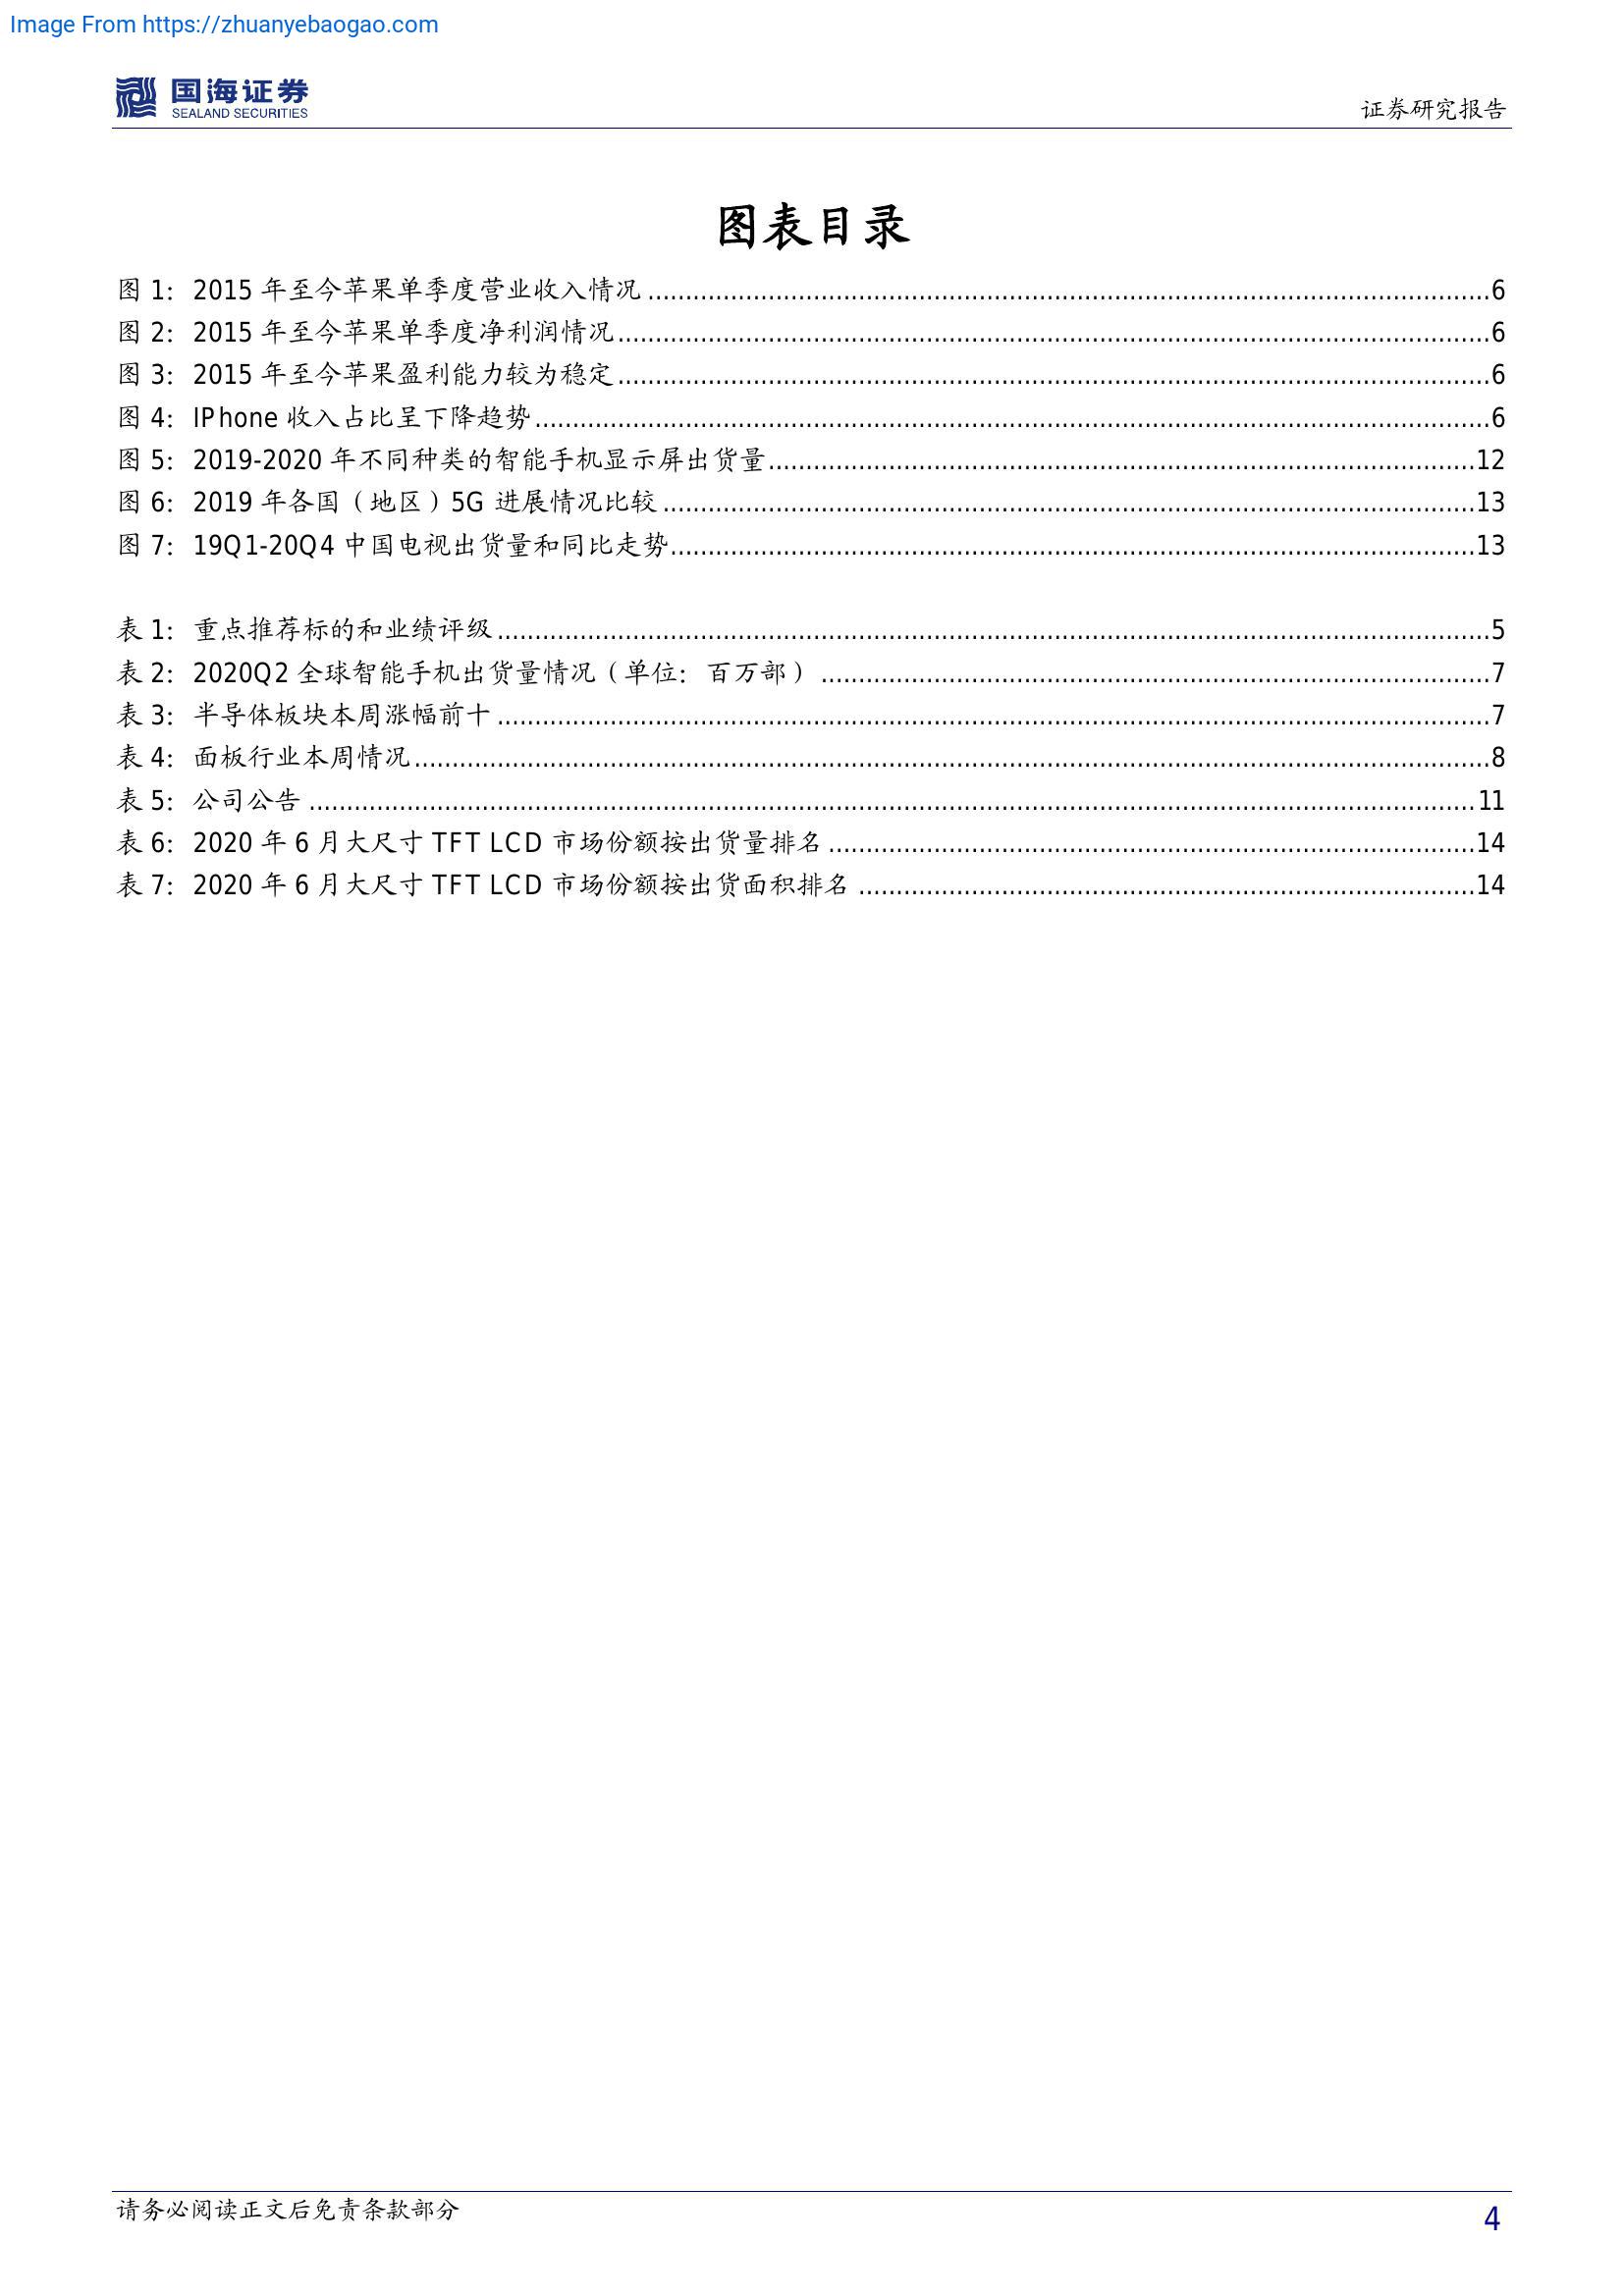 Image From https://zhuanyebaogao.com
国海证券
SEALAND SECURITIES
证券研究报告
图表目录
图 1: 2015 年至今苹果单季度营业收入情况........................................6
图 2: 2015 年至今苹果单季度净利润情况........................................6
图 3: 2015 年至今苹果盈利能力较为稳定........................................6
图 4: IPhone 收入占比呈下降趋势........................................6
图 5: 2019-2020 年不同种类的智能手机显示屏出货量........................................12
图 6: 2019 年各国（地区）5G 进展情况比较........................................13
图 7: 19Q1-20Q4 中国电视出货量和同比走势........................................13
表 1: 重点推荐标的和业绩评级........................................5
表 2: 2020Q2 全球智能手机出货量情况（单位: 百万部）........................................7
表 3: 半导体板块本周涨幅前十........................................7
表 4: 面板行业本周情况........................................8
表 5: 公司公告........................................11
表 6: 2020 年 6 月大尺寸 TFT LCD 市场份额按出货量排名........................................14
表 7: 2020 年 6 月大尺寸 TFT LCD 市场份额按出货面积排名........................................14
请务必阅读正文后免责条款部分
4